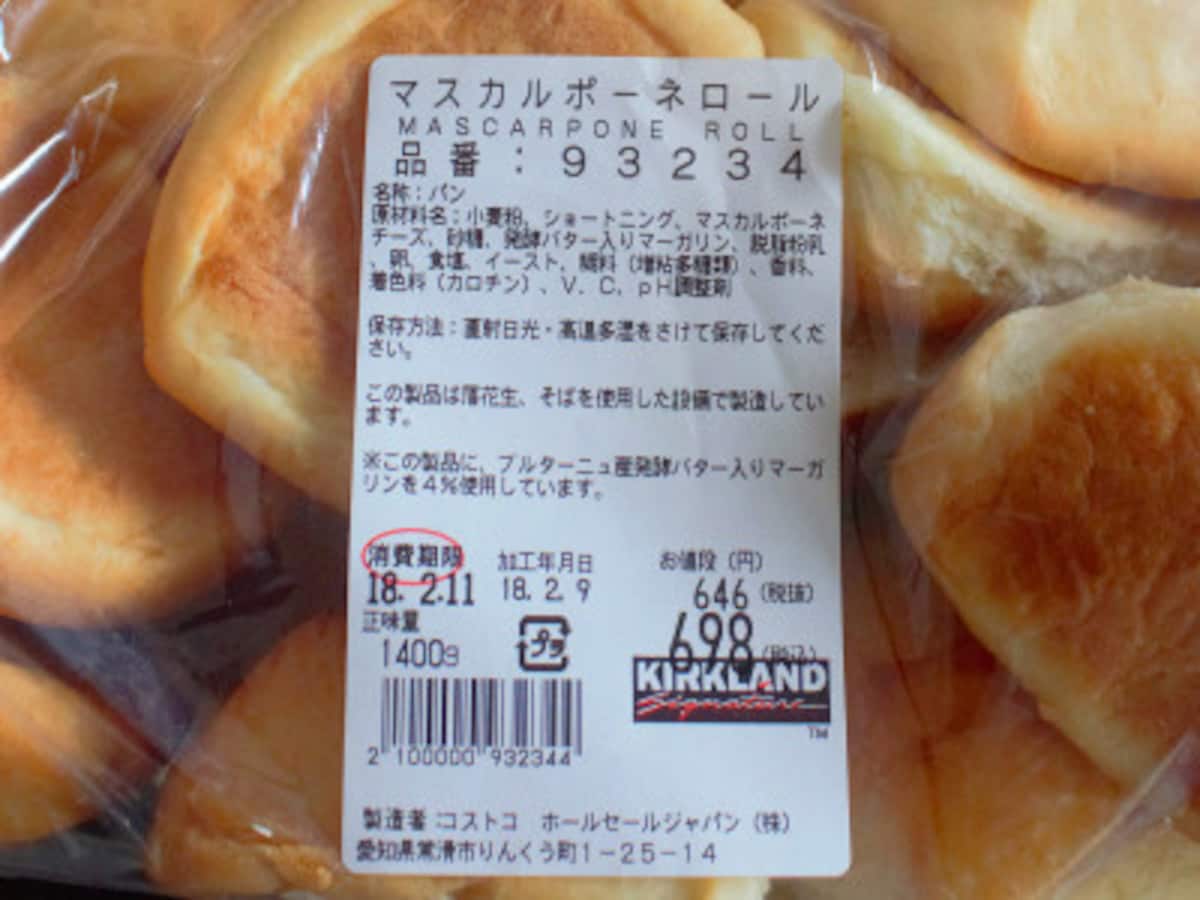 マスカルポーネロール
MASCARPONE ROLL
品番:93234
名称:パン
原材料名:小麦粉、ショートニング、マスカルポーネ
チーズ、砂糖、発酵バター入りマーガリン、脱脂粉乳
、卵、食塩、イースト、糊料(増粘多糖類)、香料、
着色料(カロチン)、V.C、pH調整剤
保存方法:直射日光・高温多湿をさけて保存してくだ
さい。
この製品は落花生、そばを使用した設備で製造してい
ます。
※この製品に、ブルターニュ産発酵バター入りマーガ
リンを4%使用しています。
消費期限 加工年月日 お値段(円)
18.2.11 18.2.9 646(税抜)
正味量 698(税込)
1400g プラ
KIRKLAND
Signature
TM
2 100000 932344
製造者:コストコ ホールセールジャパン(株)
愛知県常滑市りんくう町1-25-14